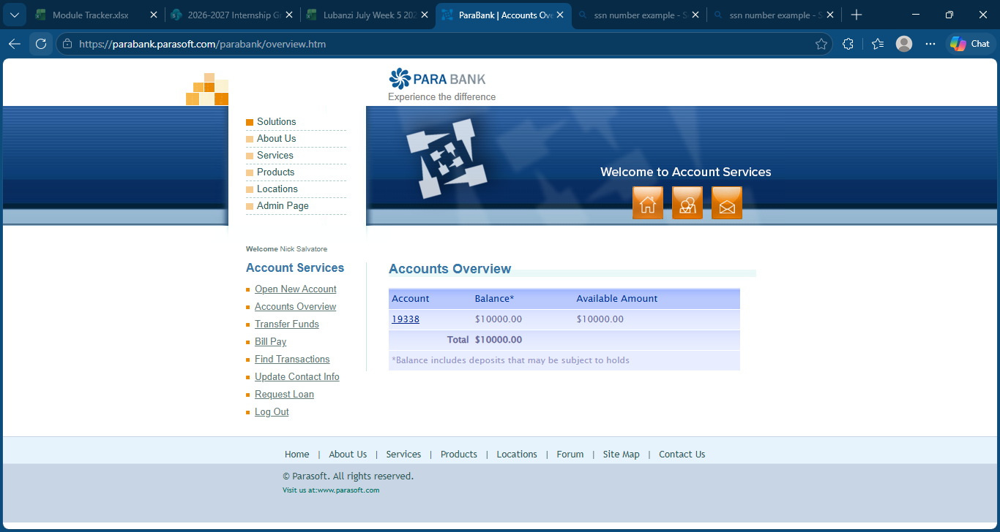 Module Tracker.xlsx
2026-2027 Internship G
Lubanzi July Week 5 202
ParaBank | Accounts Ove
ssn number example - S
ssn number example - S
https://parabank.parasoft.com/parabank/overview.htm
Chat
PARA BANK
Experience the difference
Solutions
About Us
Services
Products
Locations
Admin Page
Welcome to Account Services
Welcome Nick Salvatore
Account Services
Open New Account
Accounts Overview
Transfer Funds
Bill Pay
Find Transactions
Update Contact Info
Request Loan
Log Out
Accounts Overview
Account Balance* Available Amount
19338 $10000.00 $10000.00
Total $10000.00
*Balance includes deposits that may be subject to holds
Home | About Us | Services | Products | Locations | Forum | Site Map | Contact Us
© Parasoft. All rights reserved.
Visit us at:www.parasoft.com